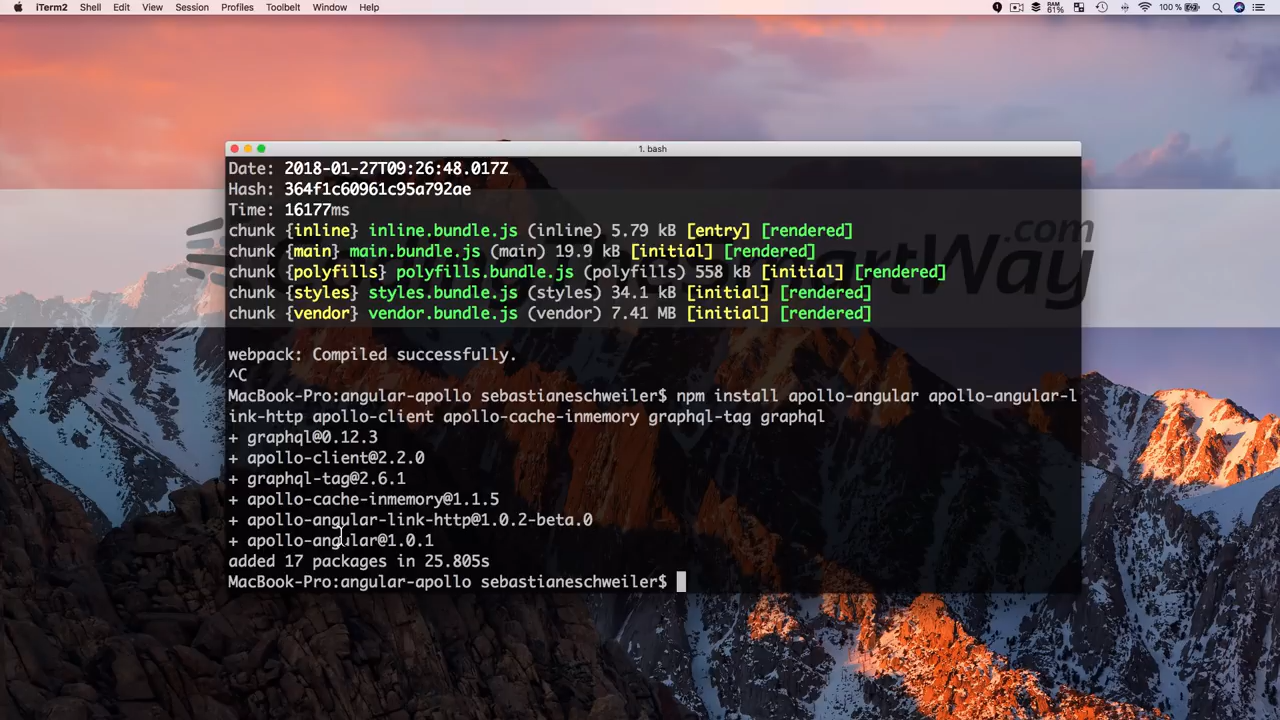 iTerm2 Shell Edit View Session Profiles Toolbelt Window Help
RAM 61% 100 %
1. bash
Date: 2018-01-27T09:26:48.017Z
Hash: 364f1c60961c95a792ae
Time: 16177ms
chunk {inline} inline.bundle.js (inline) 5.79 kB [entry] [rendered]
chunk {main} main.bundle.js (main) 19.9 kB [initial] [rendered]
chunk {polyfills} polyfills.bundle.js (polyfills) 558 kB [initial] [rendered]
chunk {styles} styles.bundle.js (styles) 34.1 kB [initial] [rendered]
chunk {vendor} vendor.bundle.js (vendor) 7.41 MB [initial] [rendered]
webpack: Compiled successfully.
^C
MacBook-Pro:angular-apollo sebastianeschweiler$ npm install apollo-angular apollo-angular-l
ink-http apollo-client apollo-cache-inmemory graphql-tag graphql
+ graphql@0.12.3
+ apollo-client@2.2.0
+ graphql-tag@2.6.1
+ apollo-cache-inmemory@1.1.5
+ apollo-angular-link-http@1.0.2-beta.0
+ apollo-angular@1.0.1
added 17 packages in 25.805s
MacBook-Pro:angular-apollo sebastianeschweiler$
.com